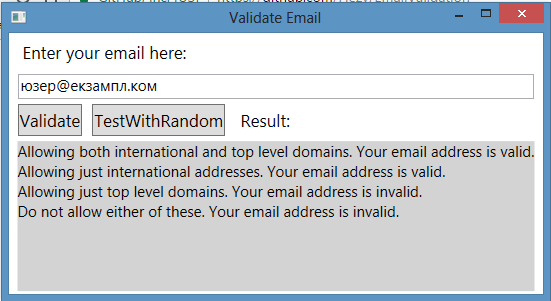 Validate Email
Enter your email here:
юзер@екзампл.ком
Validate TestWithRandom Result:
Allowing both international and top level domains. Your email address is valid.
Allowing just international addresses. Your email address is valid.
Allowing just top level domains. Your email address is invalid.
Do not allow either of these. Your email address is invalid.